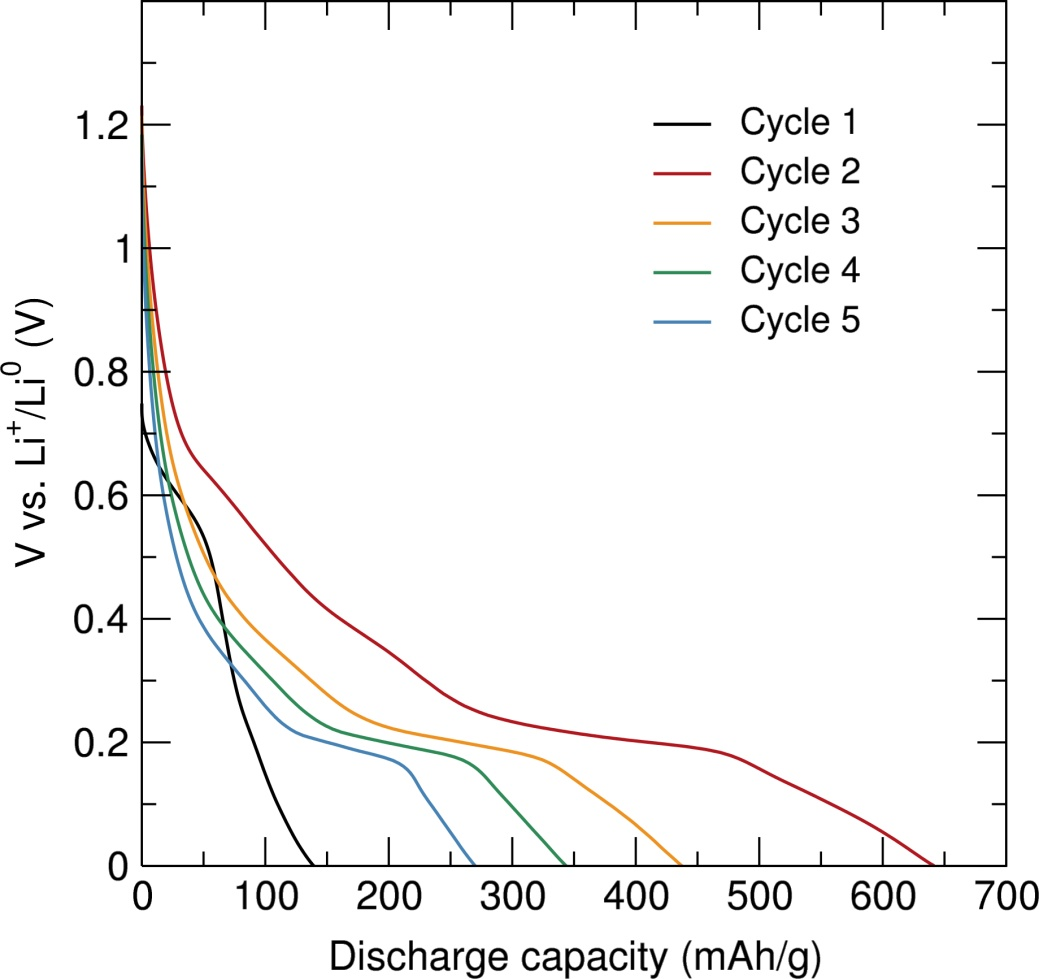 1.2
1
0.8
0.6
0.4
0.2
0
V vs. Li⁺/Li⁰ (V)
Cycle 1
Cycle 2
Cycle 3
Cycle 4
Cycle 5
0 100 200 300 400 500 600 700
Discharge capacity (mAh/g)